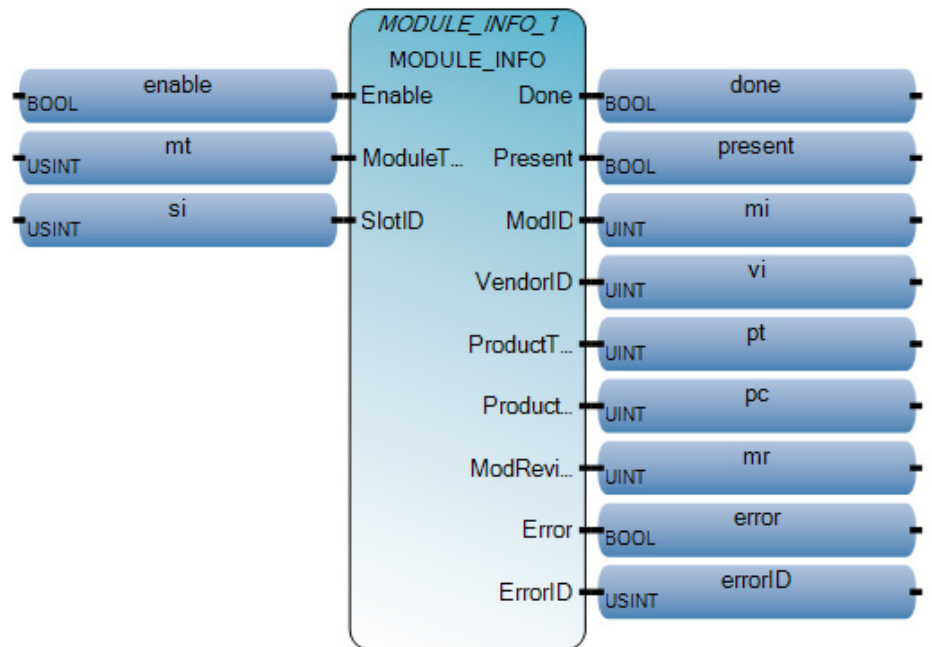 MODULE_INFO_1
MODULE_INFO
enable
BOOL
Enable
Done
done
BOOL
mt
USINT
ModuleT...
Present
present
BOOL
si
USINT
SlotID
ModID
mi
UINT
VendorID
vi
UINT
ProductT...
pt
UINT
Product...
pc
UINT
ModRevi...
mr
UINT
Error
error
BOOL
ErrorID
errorID
USINT